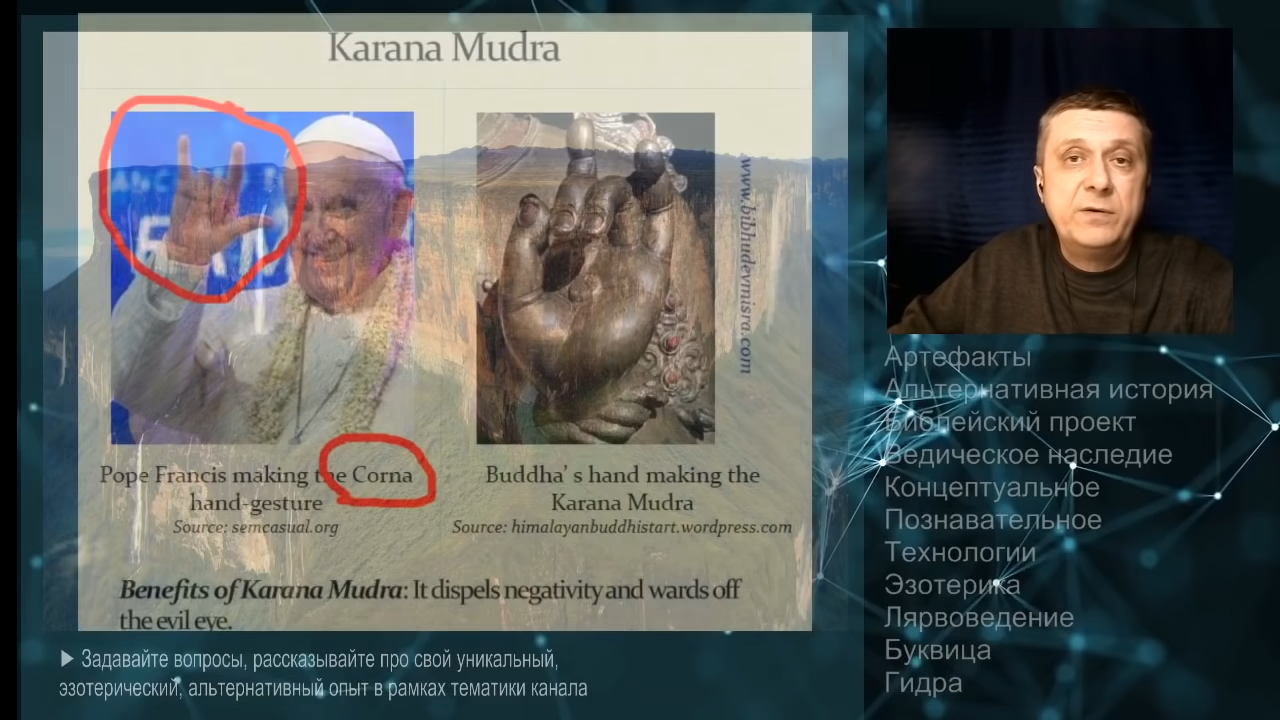 Karana Mudra
Pope Francis making the Corna
hand-gesture
Source: semcasual.org
Buddha's hand making the
Karana Mudra
Source: himalayanbuddhistart.wordpress.com
www.bibhudevmisra.com
Benefits of Karana Mudra: It dispels negativity and wards off
the evil eye.
▶ Задавайте вопросы, рассказывайте про свой уникальный,
эзотерический, альтернативный опыт в рамках тематики канала
Артефакты
Альтернативная история
Библейский проект
Ведическое наследие
Концептуальное
Познавательное
Технологии
Эзотерика
Лярвоведение
Буквица
Гидра